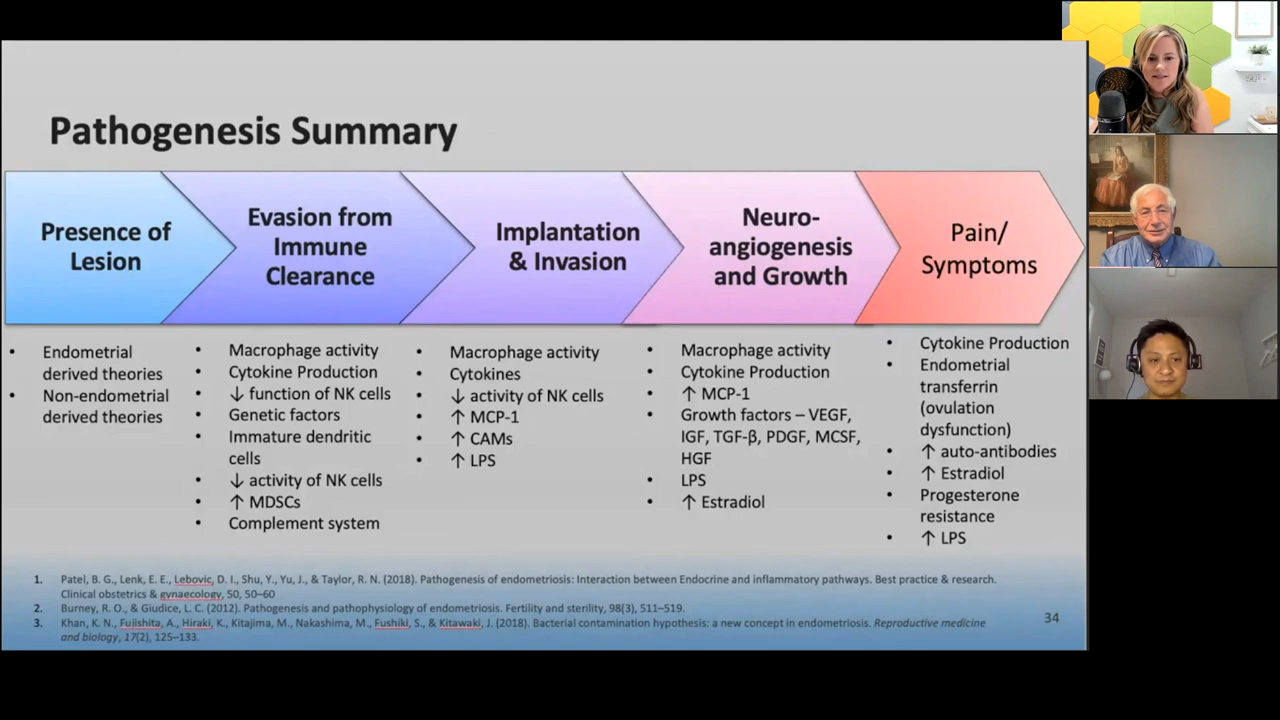 Pathogenesis Summary
Presence of
Lesion
Evasion from
Immune
Clearance
Implantation
& Invasion
Neuro-
angiogenesis
and Growth
Pain/
Symptoms
• Endometrial
derived theories
• Non-endometrial
derived theories
• Macrophage activity
• Cytokine Production
• ↓ function of NK cells
• Genetic factors
• Immature dendritic
cells
• ↓ activity of NK cells
• ↑ MDSCs
• Complement system
• Macrophage activity
• Cytokines
• ↓ activity of NK cells
• ↑ MCP-1
• ↑ CAMs
• ↑ LPS
• Macrophage activity
• Cytokine Production
• ↑ MCP-1
• Growth factors – VEGF,
IGF, TGF-β, PDGF, MCSF,
HGF
• LPS
• ↑ Estradiol
• Cytokine Production
• Endometrial
transferrin
(ovulation
dysfunction)
• ↑ auto-antibodies
• ↑ Estradiol
• Progesterone
resistance
• ↑ LPS
1. Patel, B. G., Lenk, E. E., Lebovic, D. I., Shu, Y., Yu, J., & Taylor, R. N. (2018). Pathogenesis of endometriosis: Interaction between Endocrine and inflammatory pathways. Best practice & research.
Clinical obstetrics & gynaecology, 50, 50–60
2. Burney, R. O., & Giudice, L. C. (2012). Pathogenesis and pathophysiology of endometriosis. Fertility and sterility, 98(3), 511–519.
3. Khan, K. N., Fujishita, A., Hiraki, K., Kitajima, M., Nakashima, M., Fushiki, S., & Kitawaki, J. (2018). Bacterial contamination hypothesis: a new concept in endometriosis. Reproductive medicine
and biology, 17(2), 125–133.
34